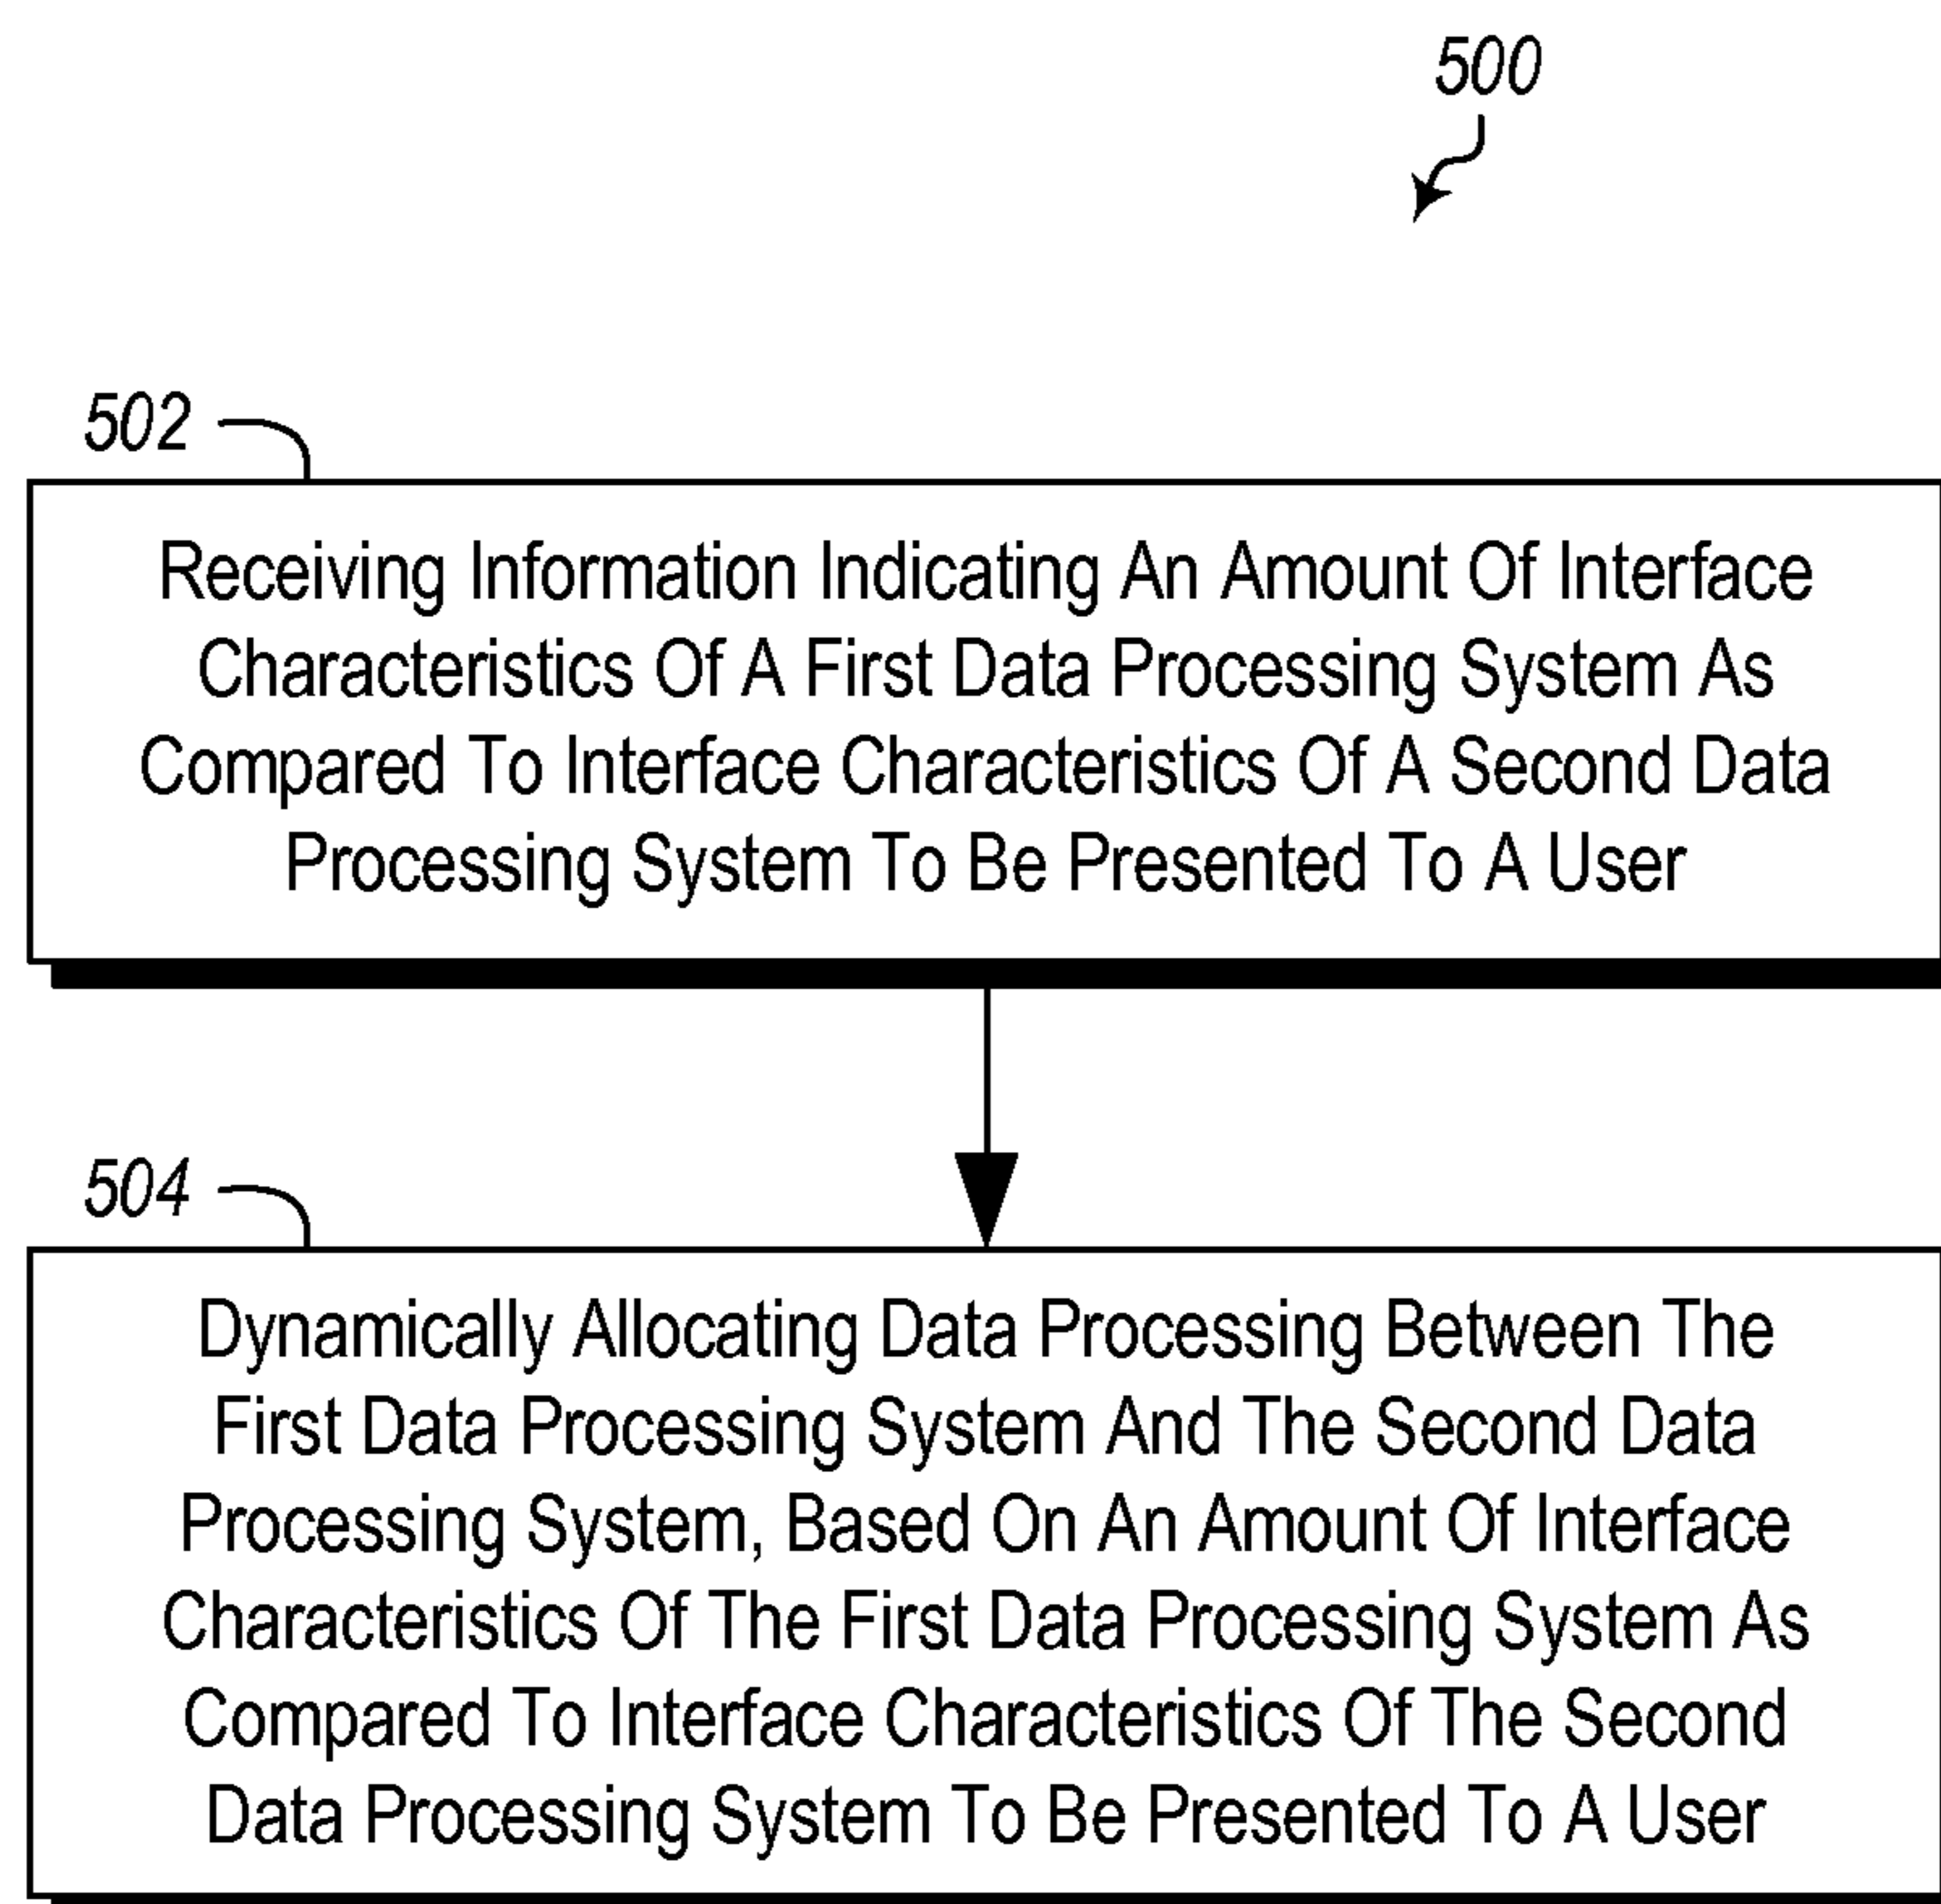 500
502
Receiving Information Indicating An Amount Of Interface
Characteristics Of A First Data Processing System As
Compared To Interface Characteristics Of A Second Data
Processing System To Be Presented To A User
504
Dynamically Allocating Data Processing Between The
First Data Processing System And The Second Data
Processing System, Based On An Amount Of Interface
Characteristics Of The First Data Processing System As
Compared To Interface Characteristics Of The Second
Data Processing System To Be Presented To A User